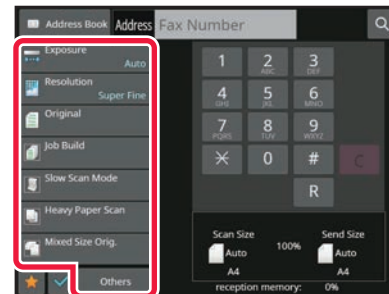 Address Book Address Fax Number
Exposure
Auto
Resolution
Super Fine
Original
Job Build
Slow Scan Mode
Heavy Paper Scan
Mixed Size Orig.
Others
1 2 3
ABC DEF
4 5 6
GHI JKL MNO
7 8 9
PQRS TUV WXYZ
* 0 # C
R
Scan Size Send Size
Auto 100% Auto
A4 A4
reception memory: 0%